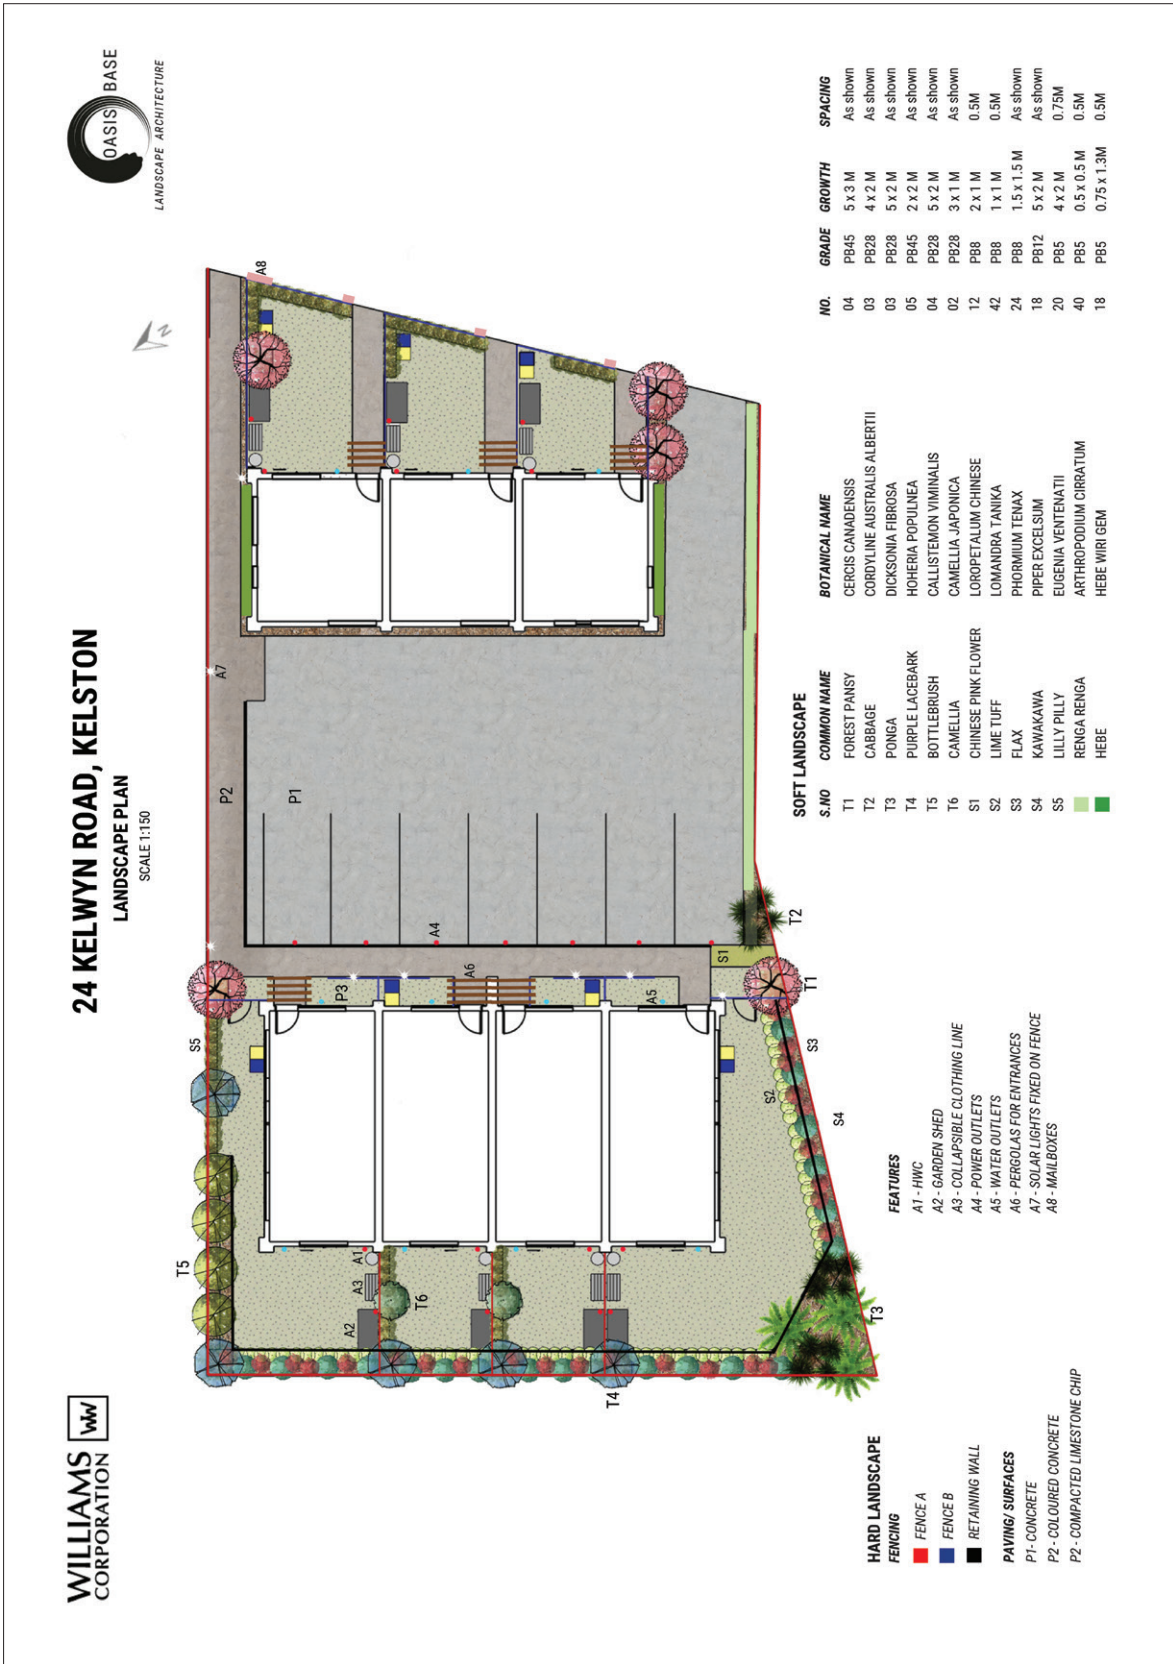 WILLIAMS
CORPORATION
WW
24 KELWYN ROAD, KELSTON
LANDSCAPE PLAN
SCALE 1:150
OASIS BASE
LANDSCAPE ARCHITECTURE
N
T5
S5
P2
A7
A8
P1
P3
A6
A4
A5
S1
T2
T1
A1
A3
A2
T6
T4
T3
S2
S3
S4
HARD LANDSCAPE
FENCING
FENCE A
FENCE B
RETAINING WALL
PAVING/ SURFACES
P1- CONCRETE
P2 - COLOURED CONCRETE
P2 - COMPACTED LIMESTONE CHIP
FEATURES
A1 - HWC
A2 - GARDEN SHED
A3 - COLLAPSIBLE CLOTHING LINE
A4 - POWER OUTLETS
A5 - WATER OUTLETS
A6 - PERGOLAS FOR ENTRANCES
A7 - SOLAR LIGHTS FIXED ON FENCE
A8 - MAILBOXES
SOFT LANDSCAPE
S.NO COMMON NAME BOTANICAL NAME NO. GRADE GROWTH SPACING
T1 FOREST PANSY CERCIS CANADENSIS 04 PB45 5 x 3 M As shown
T2 CABBAGE CORDYLINE AUSTRALIS ALBERTII 03 PB28 4 x 2 M As shown
T3 PONGA DICKSONIA FIBROSA 03 PB28 5 x 2 M As shown
T4 PURPLE LACEBARK HOHERIA POPULNEA 05 PB45 2 x 2 M As shown
T5 BOTTLEBRUSH CALLISTEMON VIMINALIS 04 PB28 5 x 2 M As shown
T6 CAMELLIA CAMELLIA JAPONICA 02 PB28 3 x 1 M As shown
S1 CHINESE PINK FLOWER LOROPETALUM CHINESE 12 PB8 2 x 1 M 0.5M
S2 LIME TUFF LOMANDRA TANIKA 42 PB8 1 x 1 M 0.5M
S3 FLAX PHORMIUM TENAX 24 PB8 1.5 x 1.5 M As shown
S4 KAWAKAWA PIPER EXCELSUM 18 PB12 5 x 2 M As shown
S5 LILLY PILLY EUGENIA VENTENATII 20 PB5 4 x 2 M 0.75M
RENGA RENGA ARTHROPODIUM CIRRATUM 40 PB5 0.5 x 0.5 M 0.5M
HEBE HEBE WIRI GEM 18 PB5 0.75 x 1.3M 0.5M